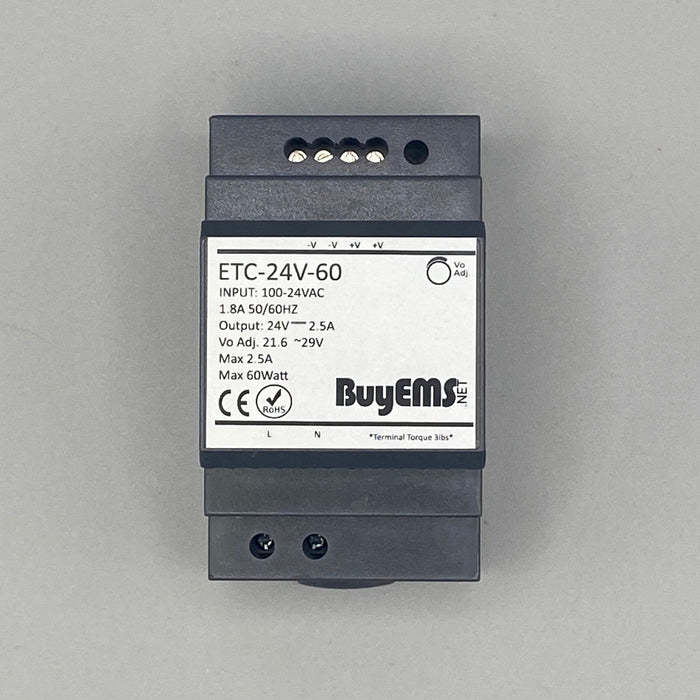 -V -V +V +V
ETC-24V-60
Vo
Adj.
INPUT: 100-24VAC
1.8A 50/60HZ
Output: 24V⎓2.5A
Vo Adj. 21.6 ~29V
Max 2.5A
Max 60Watt
CE RoHS
BuyEMS.NET
L N
*Terminal Torque 3lbs*